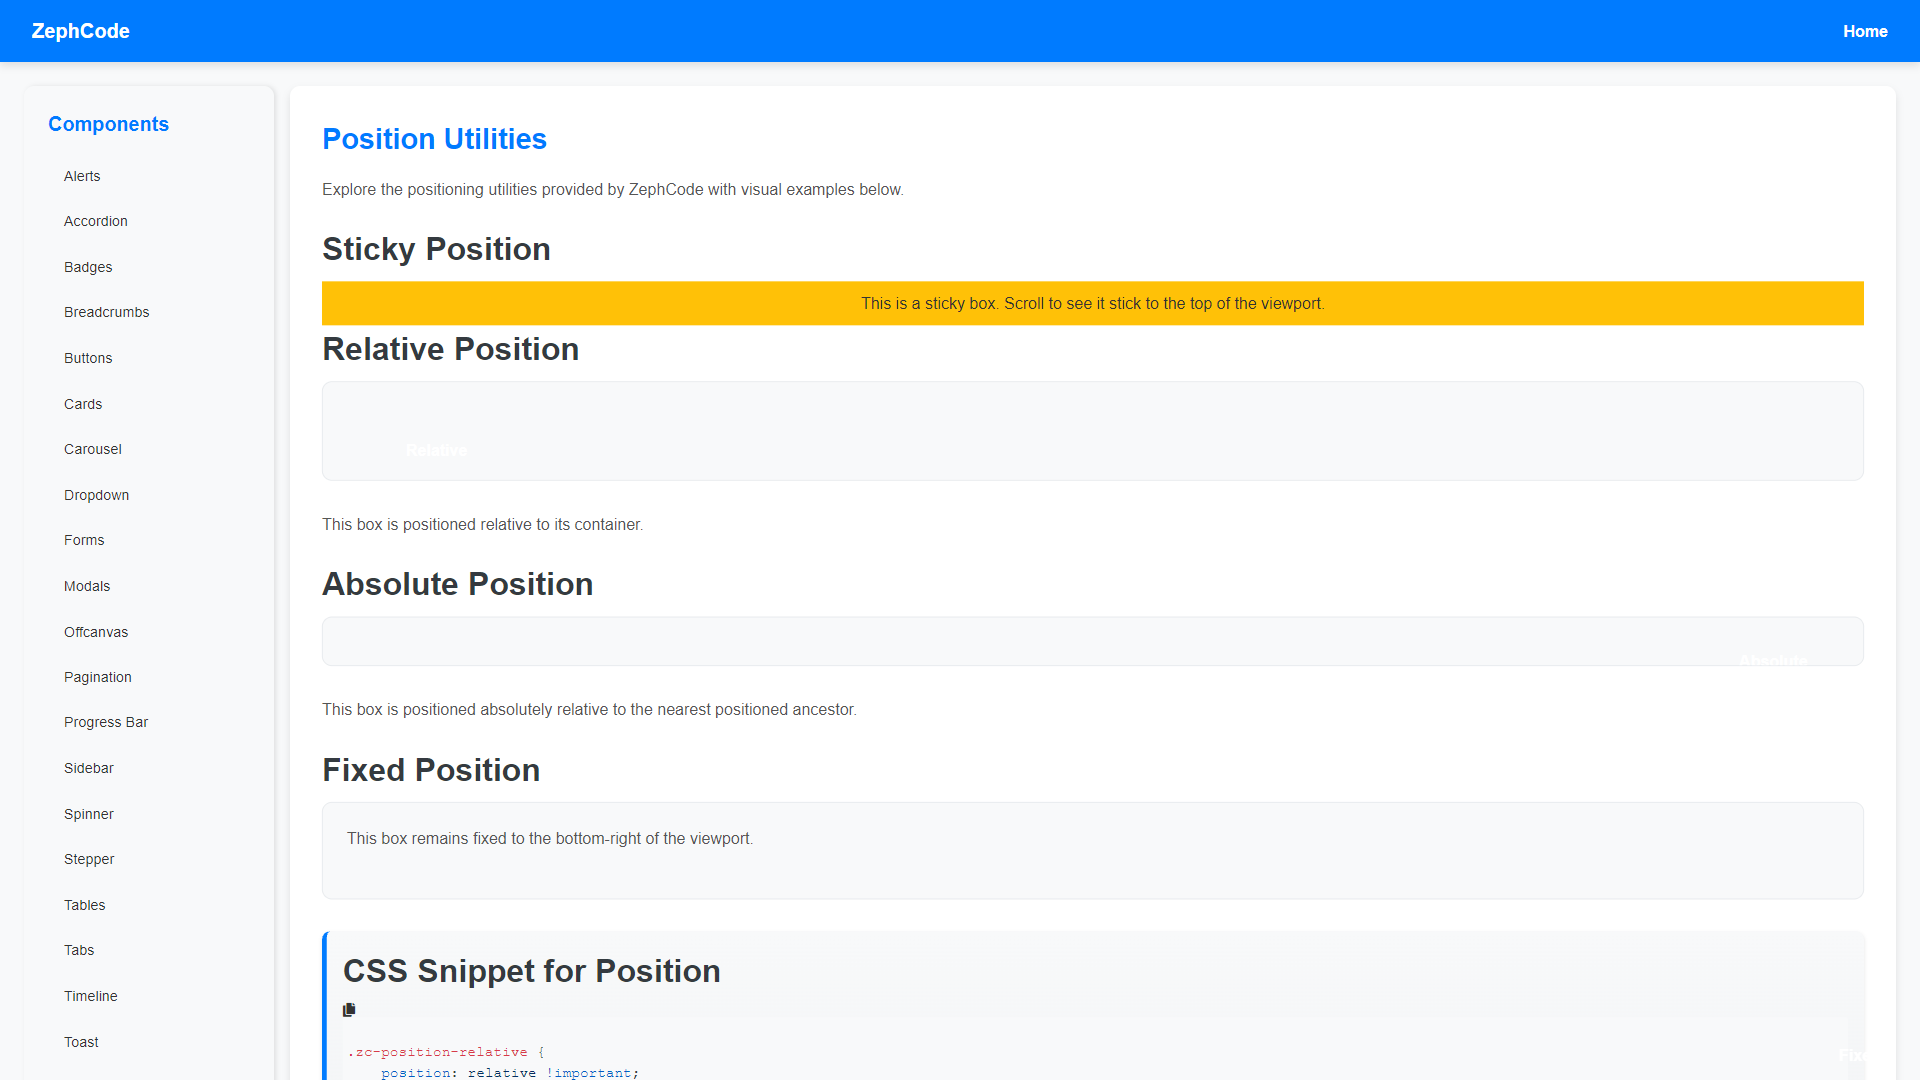 ZephCode
Home
Components
Alerts
Accordion
Badges
Breadcrumbs
Buttons
Cards
Carousel
Dropdown
Forms
Modals
Offcanvas
Pagination
Progress Bar
Sidebar
Spinner
Stepper
Tables
Tabs
Timeline
Toast
Position Utilities
Explore the positioning utilities provided by ZephCode with visual examples below.
Sticky Position
This is a sticky box. Scroll to see it stick to the top of the viewport.
Relative Position
Relative
This box is positioned relative to its container.
Absolute Position
Absolute
This box is positioned absolutely relative to the nearest positioned ancestor.
Fixed Position
This box remains fixed to the bottom-right of the viewport.
CSS Snippet for Position
.zc-position-relative {
position: relative !important;